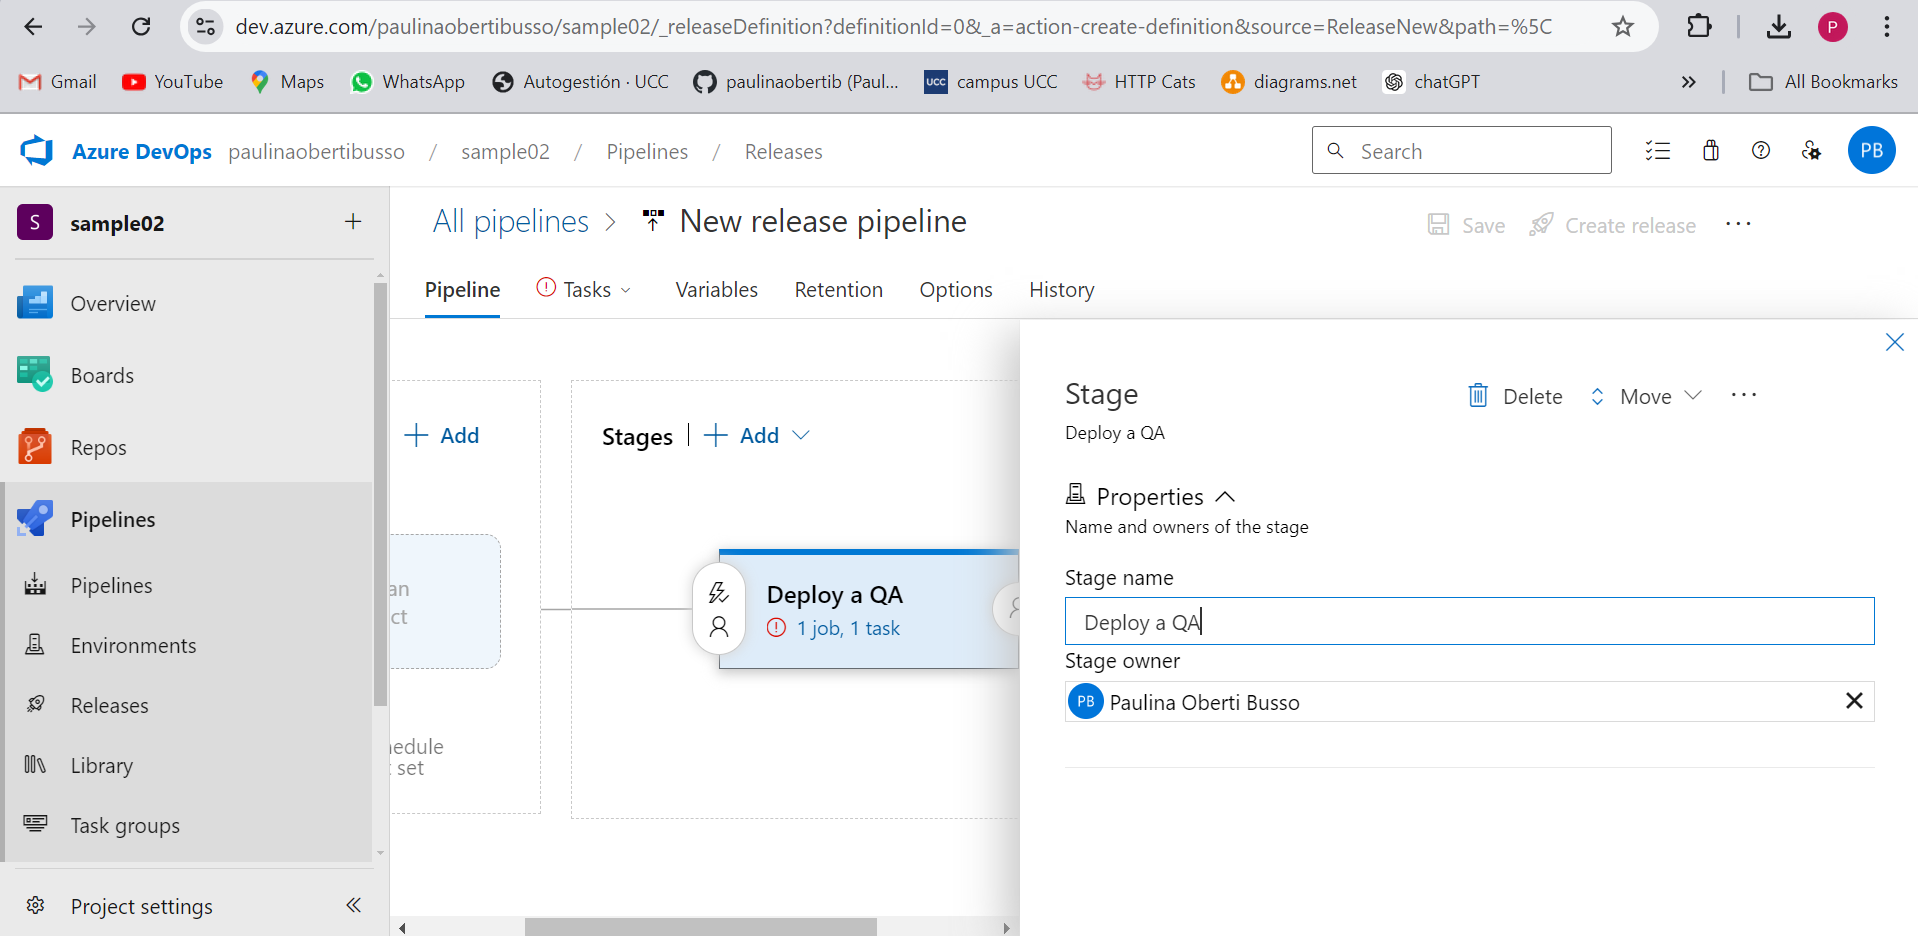 dev.azure.com/paulinaobertibusso/sample02/_releaseDefinition?definitionId=0&_a=action-create-definition&source=ReleaseNew&path=%5C
P
Gmail
YouTube
Maps
WhatsApp
Autogestión · UCC
paulinaobertib (Paul...
UCC
campus UCC
HTTP Cats
diagrams.net
chatGPT
»
All Bookmarks
Azure DevOps
paulinaobertibusso / sample02 / Pipelines / Releases
Search
PB
S
sample02
Overview
Boards
Repos
Pipelines
Pipelines
Environments
Releases
Library
Task groups
Project settings
All pipelines > New release pipeline
Save
Create release
Pipeline
Tasks
Variables
Retention
Options
History
Add
Stages | + Add
an
ct
Deploy a QA
1 job, 1 task
hedule
set
Stage
Delete
Move
Deploy a QA
Properties
Name and owners of the stage
Stage name
Deploy a QA
Stage owner
PB
Paulina Oberti Busso